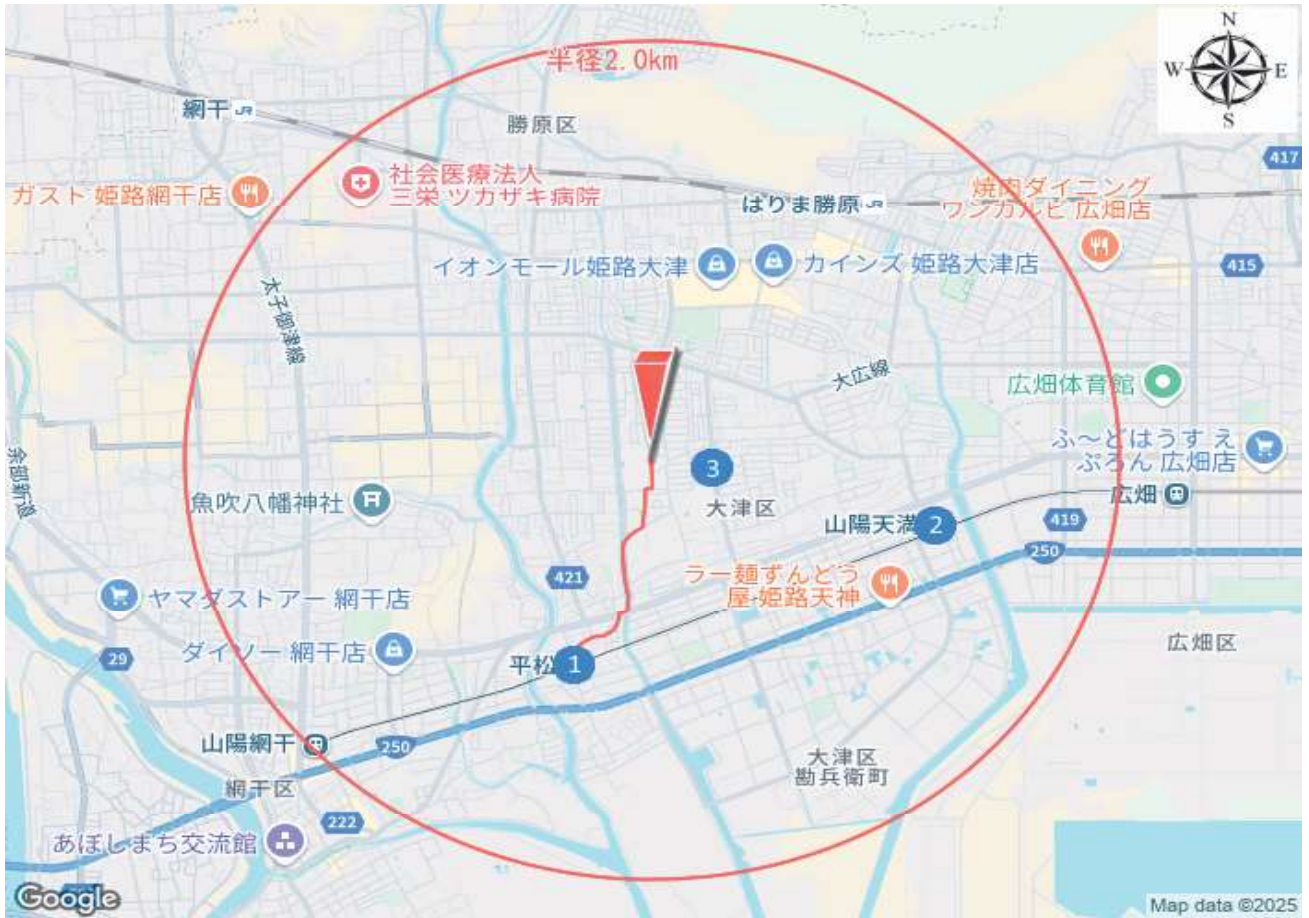 半径2.0km
N
W
E
S
網干
JR
勝原区
417
社会医療法人
三栄 ツカザキ病院
ガスト 姫路網干店
焼肉ダイニング
ワンカルビ 広畑店
はりま勝原
JR
イオンモール姫路大津
カインズ 姫路大津店
415
太子御津線
大広線
広畑体育館
余部新道
ふ~どはうす え
ぷろん 広畑店
3
魚吹八幡神社
大津区
広畑
山陽天満
2
419
250
421
ラー麺ずんどう
屋 姫路天神
ヤマダストアー 網干店
ダイソー 網干店
29
平松
1
広畑区
山陽網干
250
大津区
勘兵衛町
網干区
222
あぼしまち交流館
Google
Map data ©2025